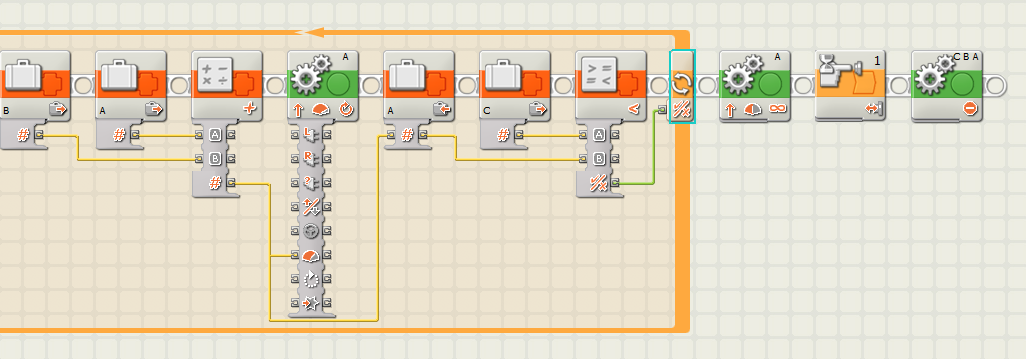 A A 1 C B A
+ - × ÷
> = = <
B A + A C <
# # A # # A
B B
#